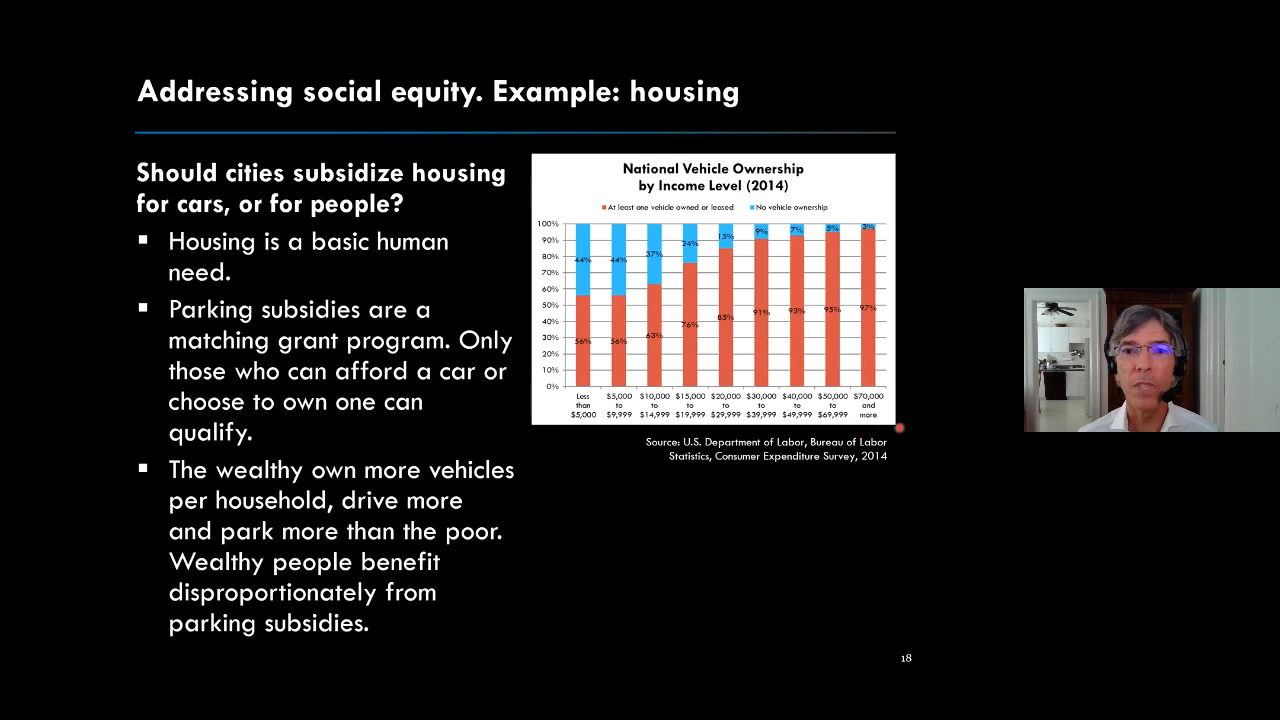 Addressing social equity. Example: housing
Should cities subsidize housing
for cars, or for people?
▪ Housing is a basic human
need.
▪ Parking subsidies are a
matching grant program. Only
those who can afford a car or
choose to own one can
qualify.
▪ The wealthy own more vehicles
per household, drive more
and park more than the poor.
Wealthy people benefit
disproportionately from
parking subsidies.
National Vehicle Ownership
by Income Level (2014)
At least one vehicle owned or leased No vehicle ownership
100%
90%
80%
70%
60%
50%
40%
30%
20%
10%
0%
44% 44% 37% 24% 15% 9% 7% 5% 3%
56% 56% 63% 76% 85% 91% 93% 95% 97%
Less $5,000 $10,000 $15,000 $20,000 $30,000 $40,000 $50,000 $70,000
than to to to to to to to and
$5,000 $9,999 $14,999 $19,999 $29,999 $39,999 $49,999 $69,999 more
Source: U.S. Department of Labor, Bureau of Labor
Statistics, Consumer Expenditure Survey, 2014
18